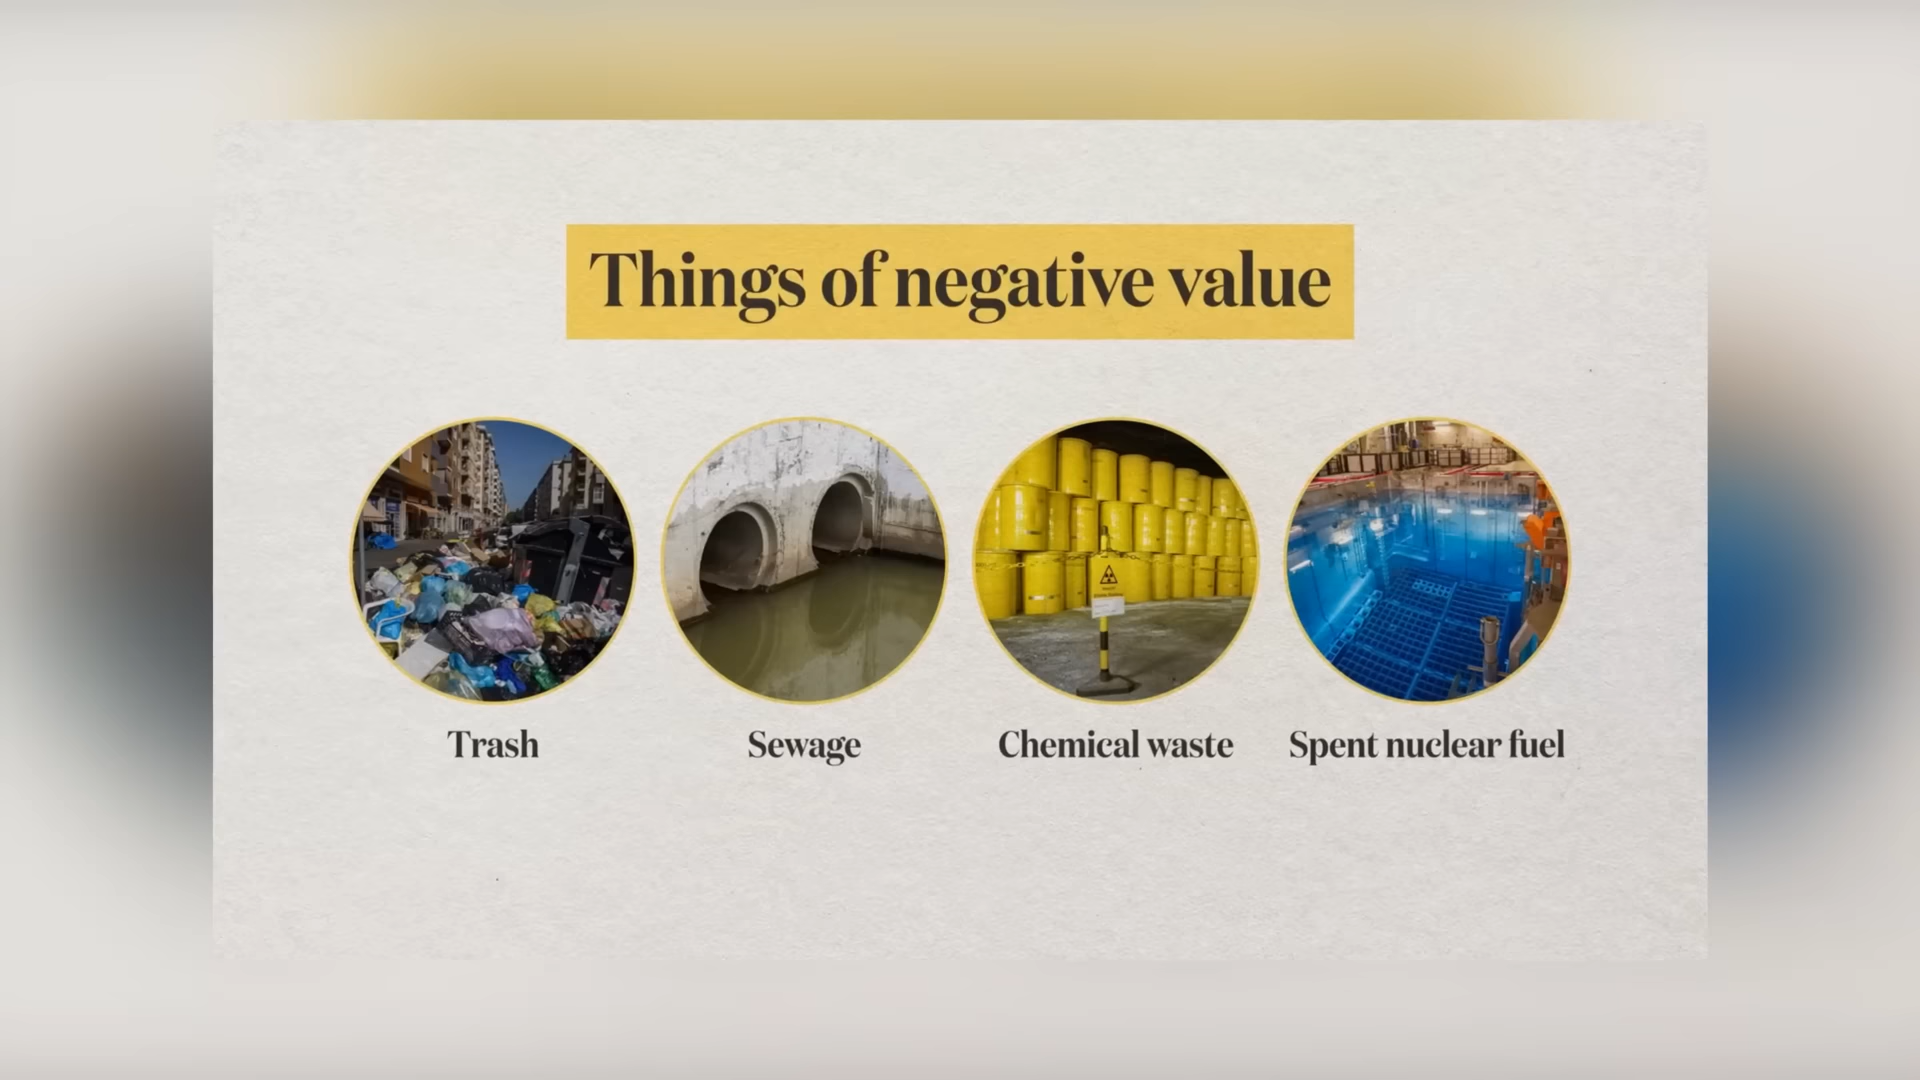 Things of negative value
Trash
Sewage
Chemical waste
Spent nuclear fuel